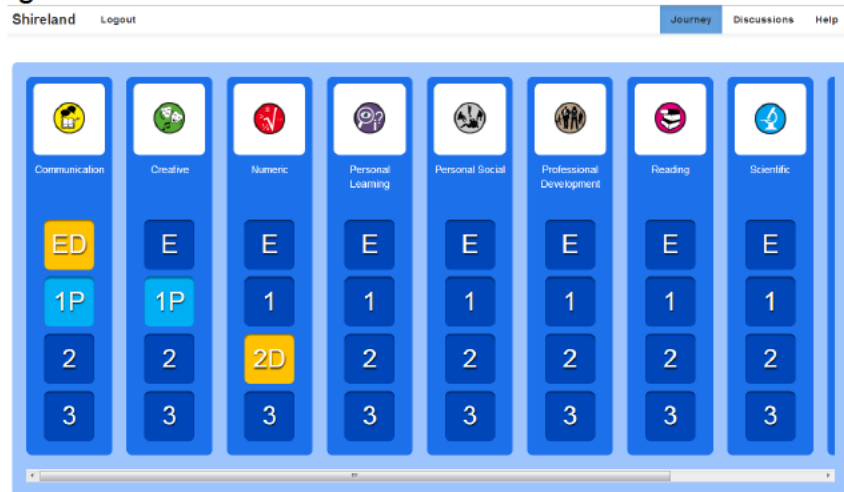 Shireland Logout Journey Discussions Help
Communication Creative Numeric Personal Learning Personal Social Professional Development Reading Scientific
ED E E E E E E E
1P 1P 1 1 1 1 1 1
2 2 2D 2 2 2 2 2
3 3 3 3 3 3 3 3